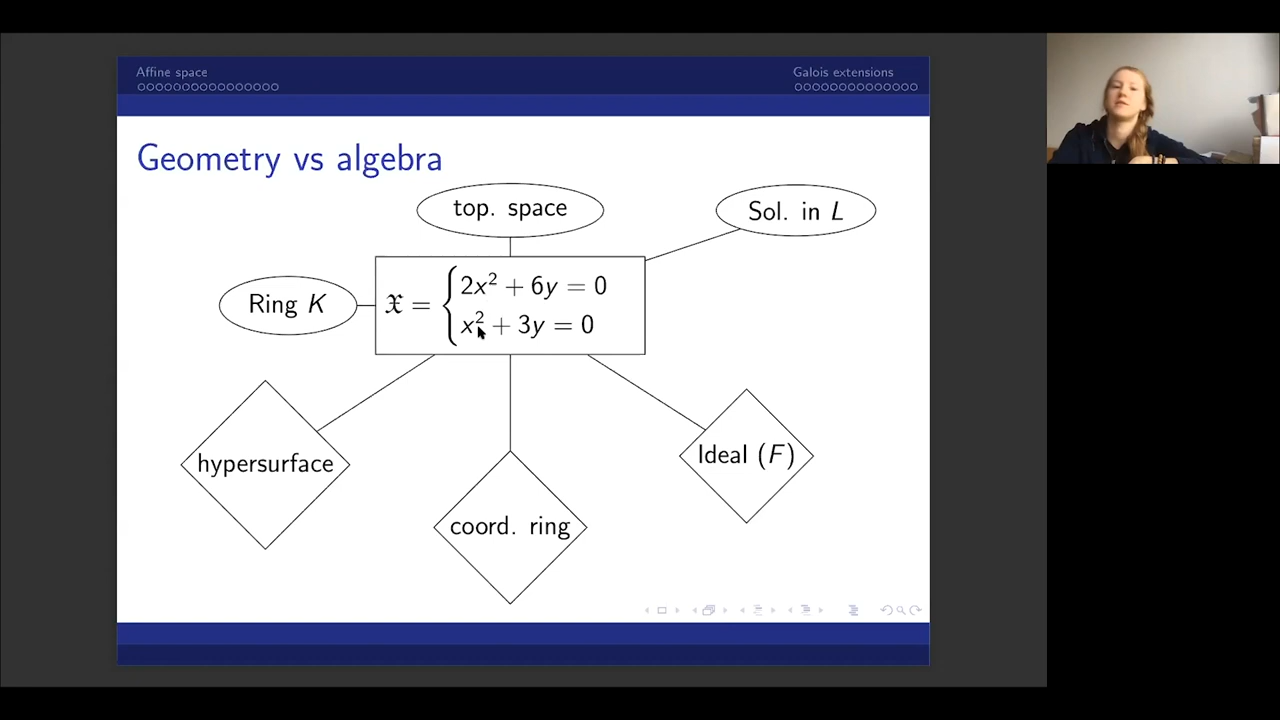 Affine space
Galois extensions
Geometry vs algebra
top. space
Sol. in L
Ring K
𝔛 = { 2x² + 6y = 0
x² + 3y = 0
hypersurface
coord. ring
Ideal (F)